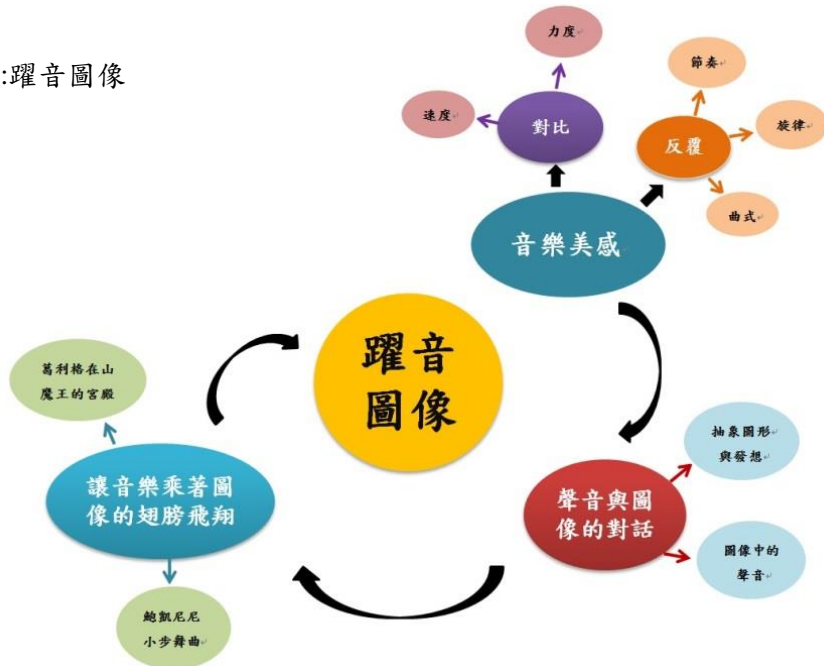 :躍音圖像
力度
速度
對比
節奏
旋律
反覆
曲式
音樂美感
躍音
圖像
葛利格在山
魔王的宮殿
讓音樂乘著圖
像的翅膀飛翔
鮑凱尼尼
小步舞曲
抽象圖形
與發想
聲音與圖
像的對話
圖像中的
聲音